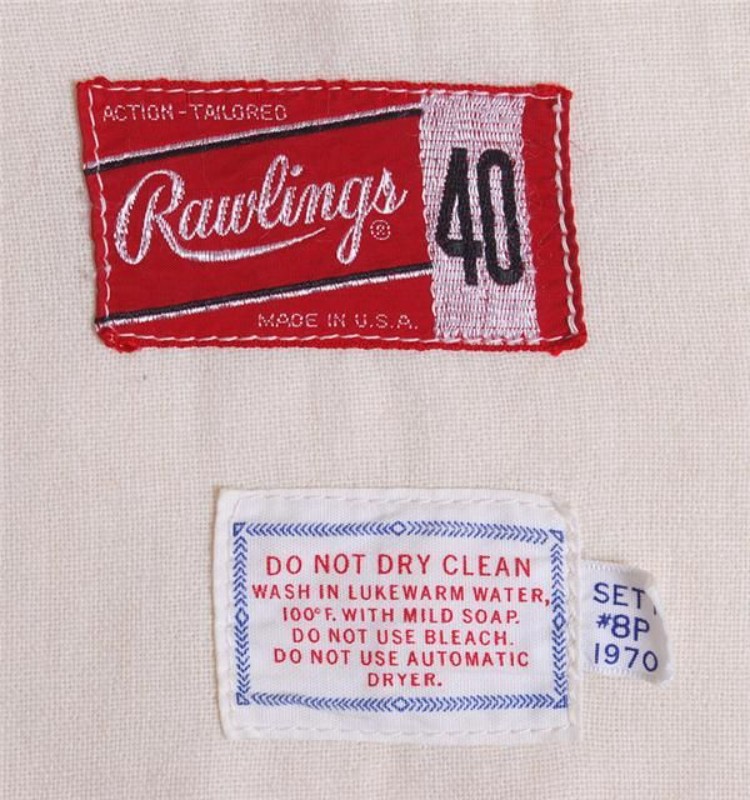 ACTION-TAILORED
Rawlings®
40
MADE IN U.S.A.
DO NOT DRY CLEAN
WASH IN LUKEWARM WATER,
100° F. WITH MILD SOAP.
DO NOT USE BLEACH.
DO NOT USE AUTOMATIC
DRYER.
SET
#8P
1970